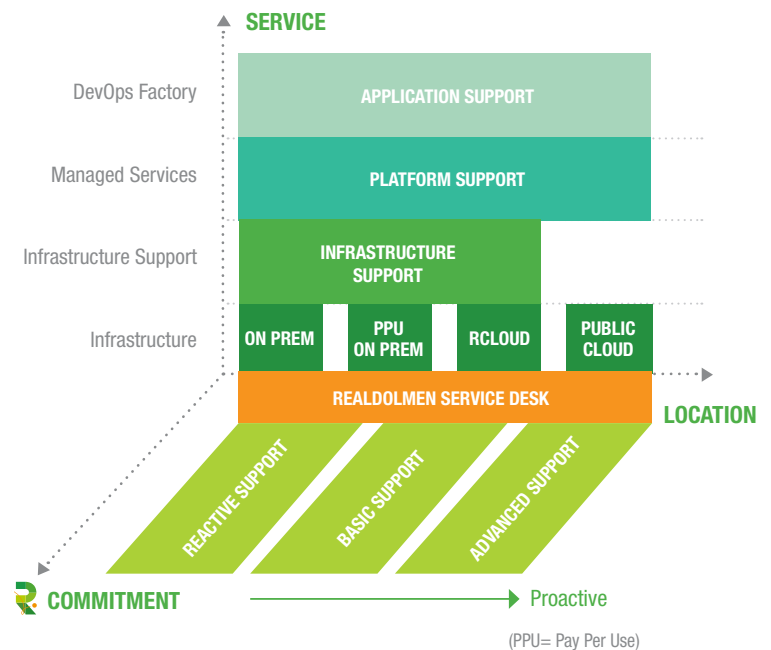 SERVICE
DevOps Factory
APPLICATION SUPPORT
Managed Services
PLATFORM SUPPORT
Infrastructure Support
INFRASTRUCTURE
SUPPORT
Infrastructure
ON PREM
PPU
ON PREM
RCLOUD
PUBLIC
CLOUD
REALDOLMEN SERVICE DESK
LOCATION
REACTIVE SUPPORT
BASIC SUPPORT
ADVANCED SUPPORT
COMMITMENT
Proactive
(PPU= Pay Per Use)